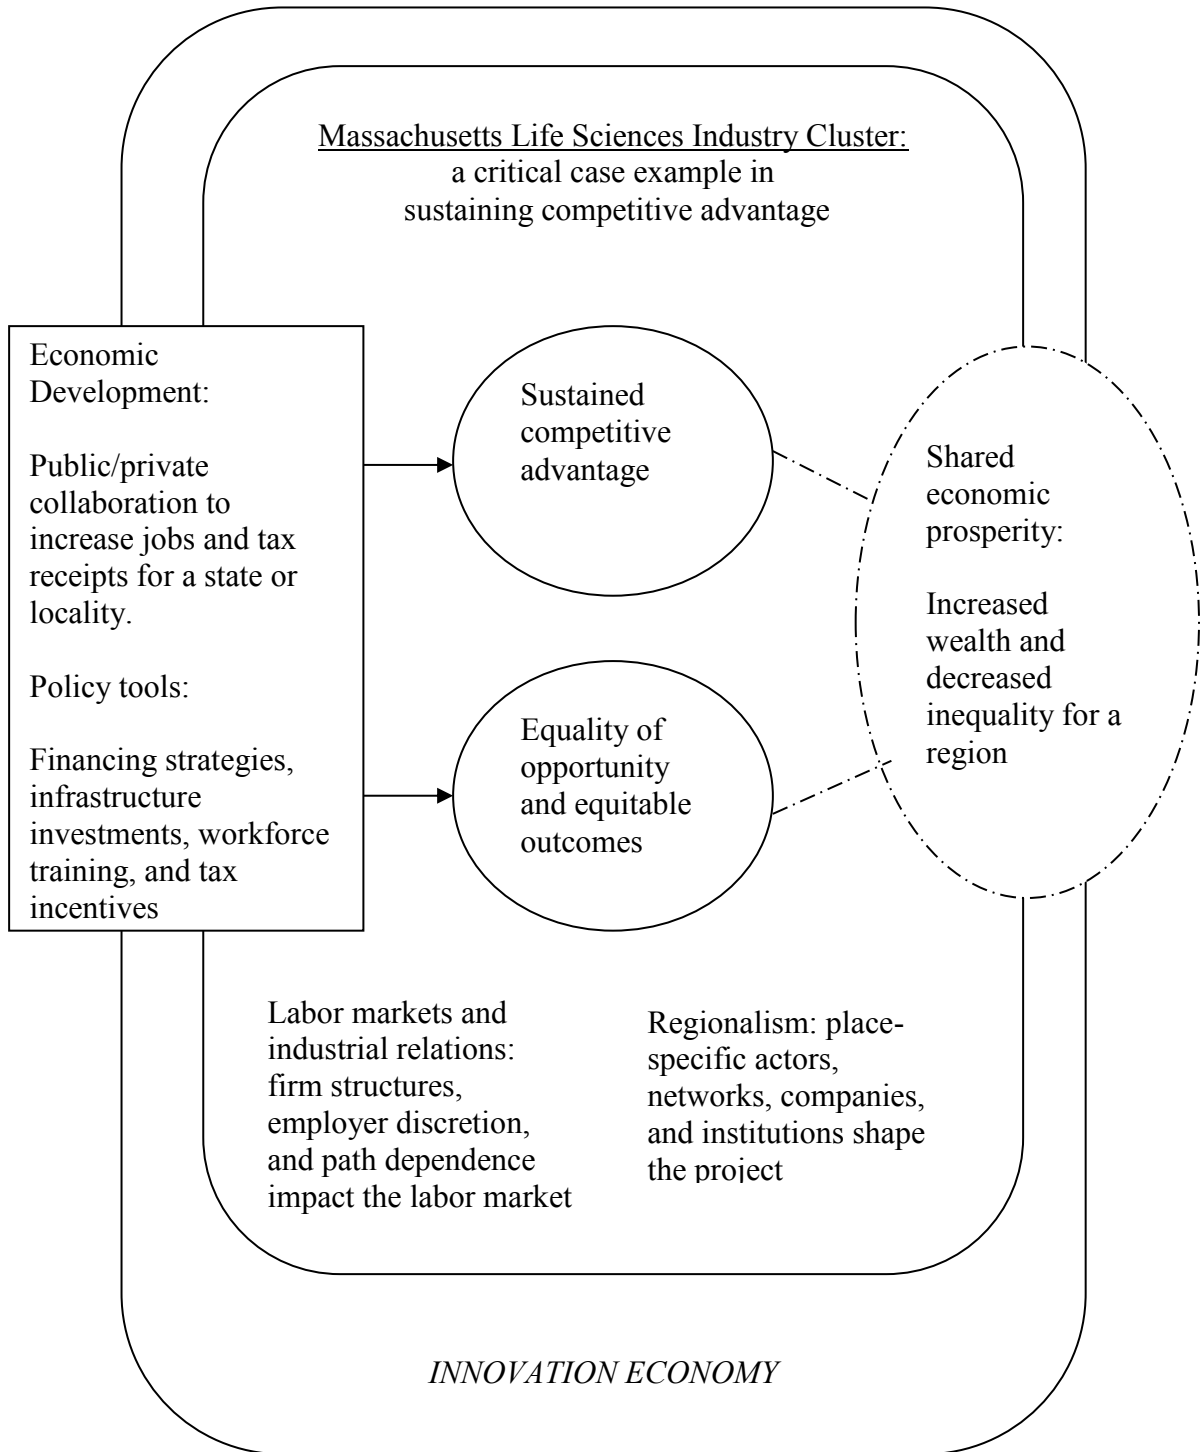 Massachusetts Life Sciences Industry Cluster:
a critical case example in
sustaining competitive advantage
Economic
Development:
Public/private
collaboration to
increase jobs and tax
receipts for a state or
locality.
Policy tools:
Financing strategies,
infrastructure
investments, workforce
training, and tax
incentives
Sustained
competitive
advantage
Equality of
opportunity
and equitable
outcomes
Shared
economic
prosperity:
Increased
wealth and
decreased
inequality for a
region
Labor markets and
industrial relations:
firm structures,
employer discretion,
and path dependence
impact the labor market
Regionalism: place-
specific actors,
networks, companies,
and institutions shape
the project
INNOVATION ECONOMY